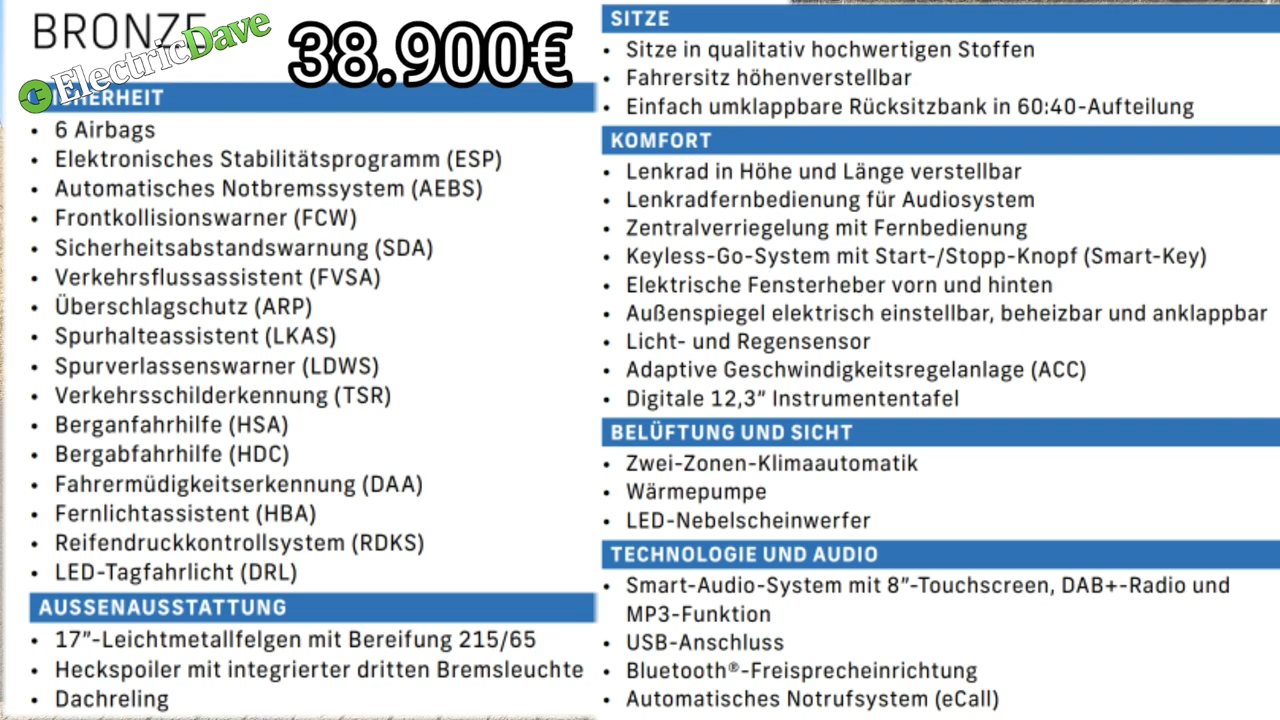 BRONZE
ElectricDave
38.900€
SICHERHEIT
• 6 Airbags
• Elektronisches Stabilitätsprogramm (ESP)
• Automatisches Notbremssystem (AEBS)
• Frontkollisionswarner (FCW)
• Sicherheitsabstandswarnung (SDA)
• Verkehrsflussassistent (FVSA)
• Überschlagschutz (ARP)
• Spurhalteassistent (LKAS)
• Spurverlassenswarner (LDWS)
• Verkehrsschilderkennung (TSR)
• Berganfahrhilfe (HSA)
• Bergabfahrhilfe (HDC)
• Fahrermüdigkeitserkennung (DAA)
• Fernlichtassistent (HBA)
• Reifendruckkontrollsystem (RDKS)
• LED-Tagfahrlicht (DRL)
AUSSENAUSSTATTUNG
• 17”-Leichtmetallfelgen mit Bereifung 215/65
• Heckspoiler mit integrierter dritten Bremsleuchte
• Dachreling
SITZE
• Sitze in qualitativ hochwertigen Stoffen
• Fahrersitz höhenverstellbar
• Einfach umklappbare Rücksitzbank in 60:40-Aufteilung
KOMFORT
• Lenkrad in Höhe und Länge verstellbar
• Lenkradfernbedienung für Audiosystem
• Zentralverriegelung mit Fernbedienung
• Keyless-Go-System mit Start-/Stopp-Knopf (Smart-Key)
• Elektrische Fensterheber vorn und hinten
• Außenspiegel elektrisch einstellbar, beheizbar und anklappbar
• Licht- und Regensensor
• Adaptive Geschwindigkeitsregelanlage (ACC)
• Digitale 12,3” Instrumententafel
BELÜFTUNG UND SICHT
• Zwei-Zonen-Klimaautomatik
• Wärmepumpe
• LED-Nebelscheinwerfer
TECHNOLOGIE UND AUDIO
• Smart-Audio-System mit 8”-Touchscreen, DAB+-Radio und
MP3-Funktion
• USB-Anschluss
• Bluetooth®-Freisprecheinrichtung
• Automatisches Notrufsystem (eCall)